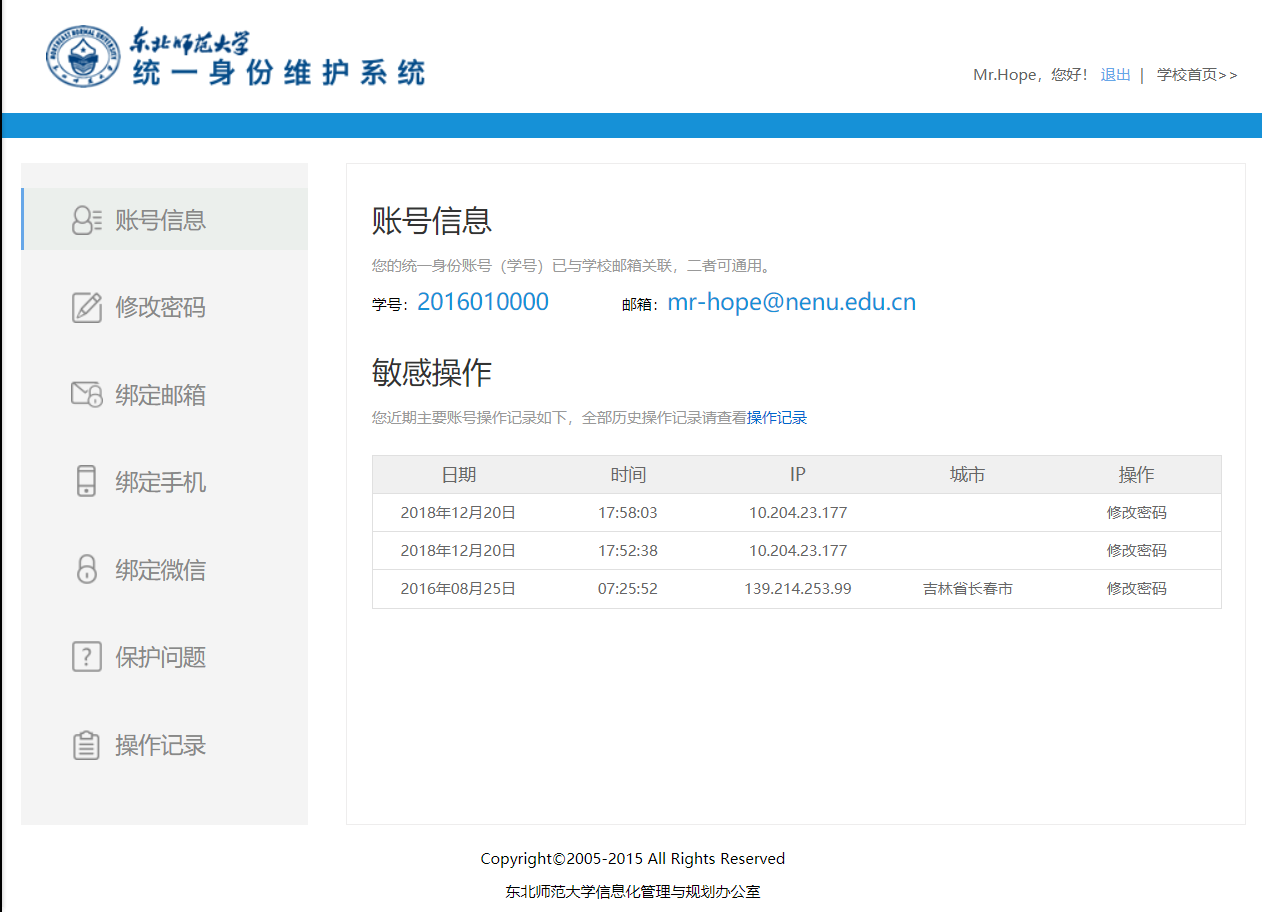 东北师范大学
统一身份维护系统
NORTHEAST NORMAL UNIVERSITY
Mr.Hope，您好！ 退出 | 学校首页>>
账号信息
修改密码
绑定邮箱
绑定手机
绑定微信
保护问题
操作记录
账号信息
您的统一身份账号（学号）已与学校邮箱关联，二者可通用。
学号：2016010000 邮箱：mr-hope@nenu.edu.cn
敏感操作
您近期主要账号操作记录如下，全部历史操作记录请查看操作记录
日期 时间 IP 城市 操作
2018年12月20日 17:58:03 10.204.23.177 修改密码
2018年12月20日 17:52:38 10.204.23.177 修改密码
2016年08月25日 07:25:52 139.214.253.99 吉林省长春市 修改密码
Copyright©2005-2015 All Rights Reserved
东北师范大学信息化管理与规划办公室